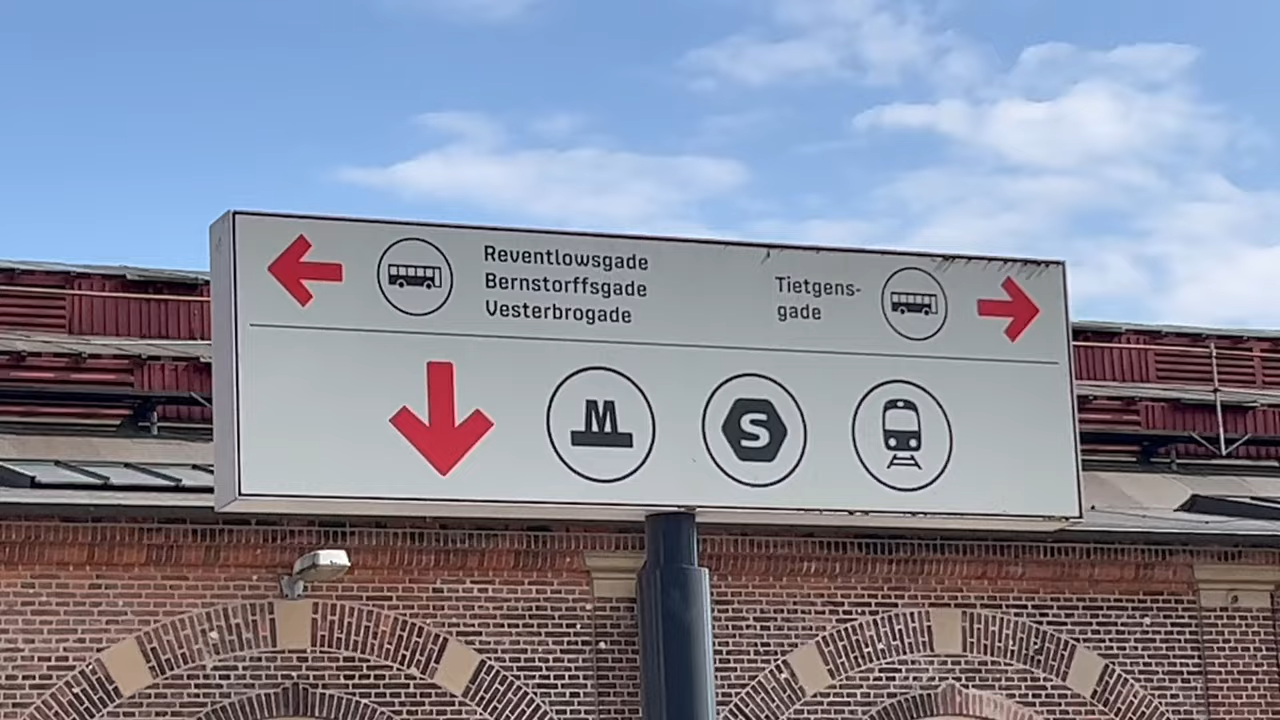 Reventlowsgade
Bernstorffsgade
Vesterbrogade
Tietgens-
gade
M
S